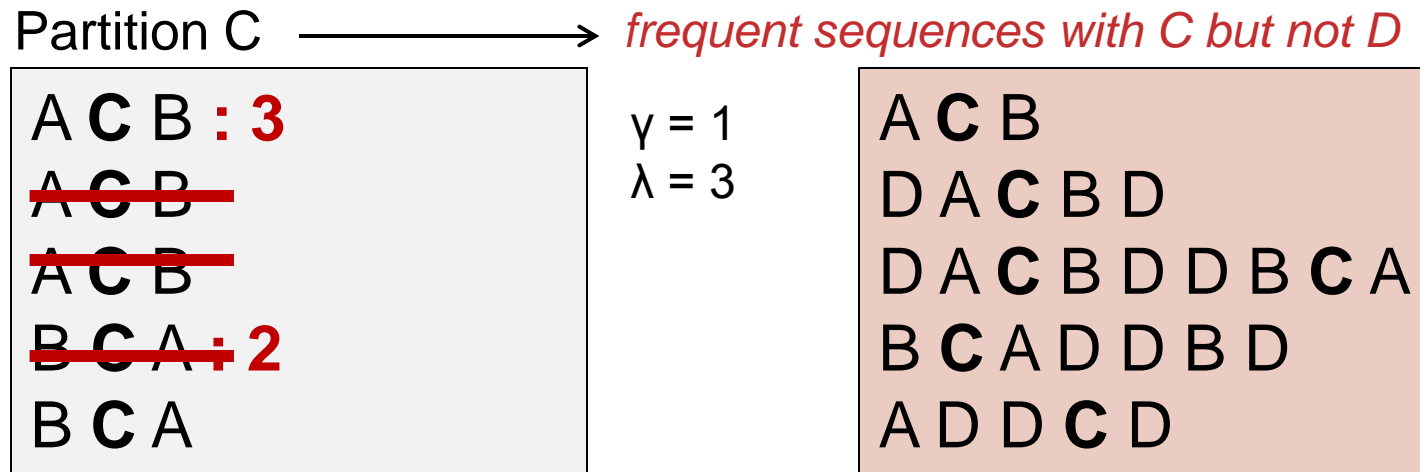 Partition C
frequent sequences with C but not D
A C B : 3
A C B
A C B
B C A : 2
B C A
γ = 1
λ = 3
A C B
D A C B D
D A C B D D B C A
B C A D D B D
A D D C D